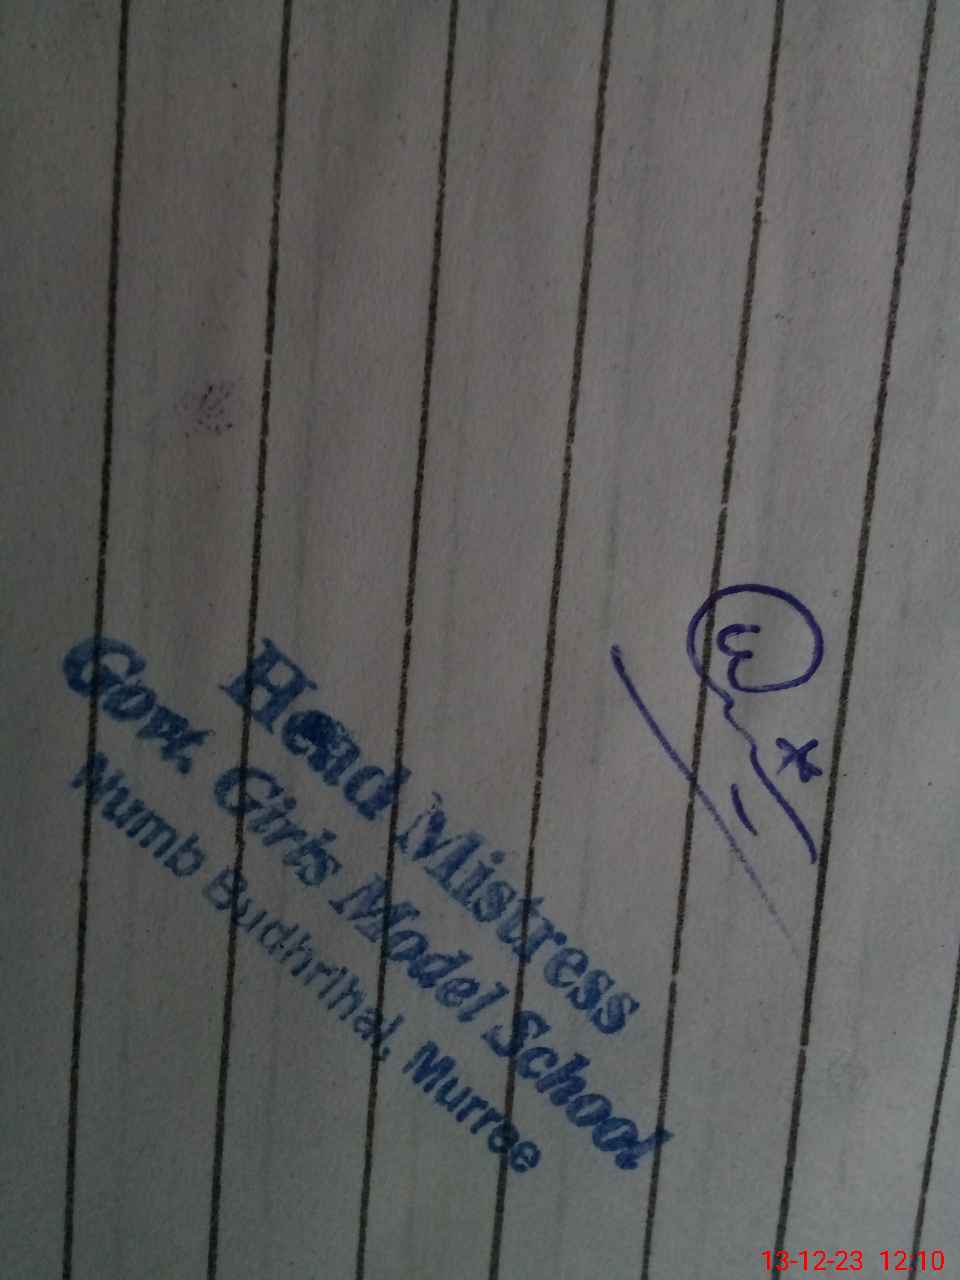 Head Mistress
Govt. Girls Model School
Numb Budhrihal, Murree
13-12-23 12:10